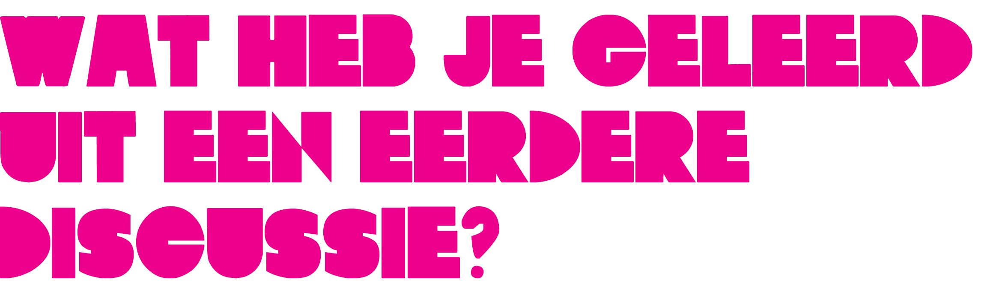 WAT HEB JE GELEERD
UIT EEN EERDERE
DISCUSSIE?